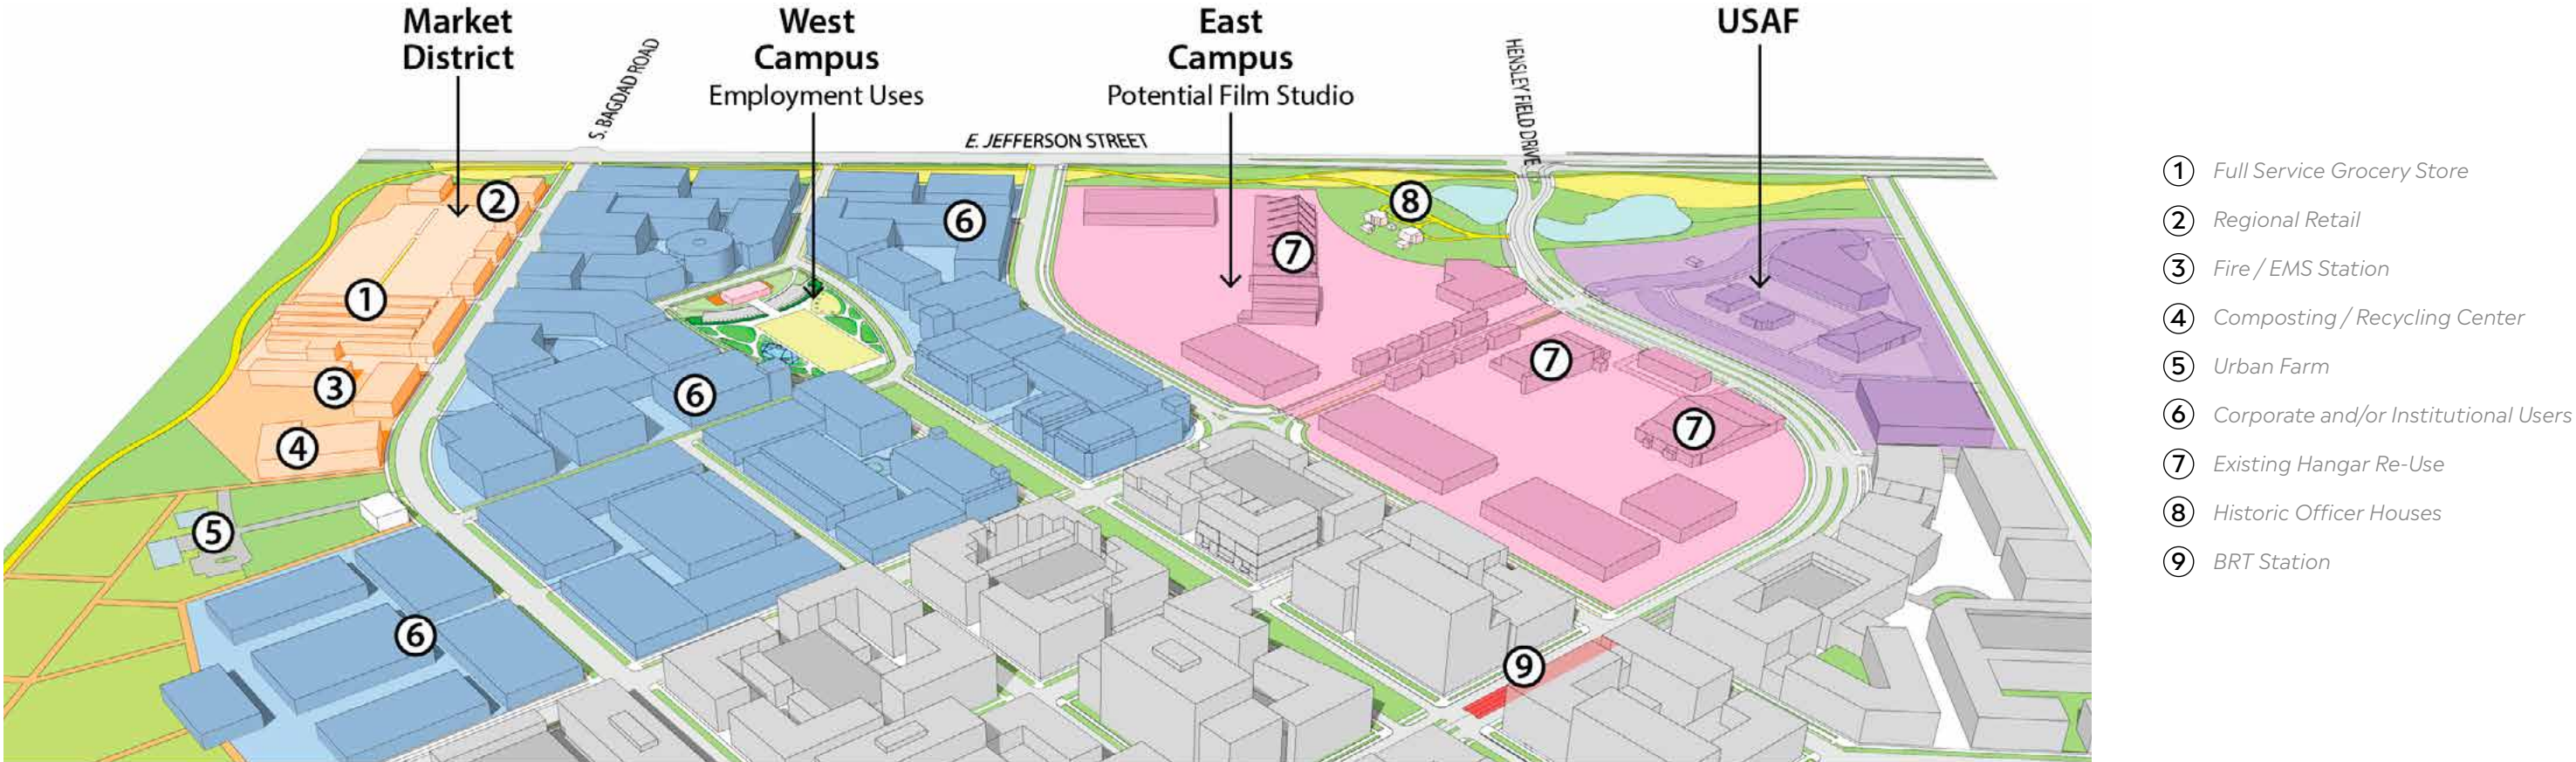 Market
District
West
Campus
Employment Uses
East
Campus
Potential Film Studio
USAF
S. BAGDAD ROAD
E. JEFFERSON STREET
HENSLEY FIELD DRIVE
2
6
8
7
1
3
7
6
7
4
5
6
9
1 Full Service Grocery Store
2 Regional Retail
3 Fire / EMS Station
4 Composting / Recycling Center
5 Urban Farm
6 Corporate and/or Institutional Users
7 Existing Hangar Re-Use
8 Historic Officer Houses
9 BRT Station